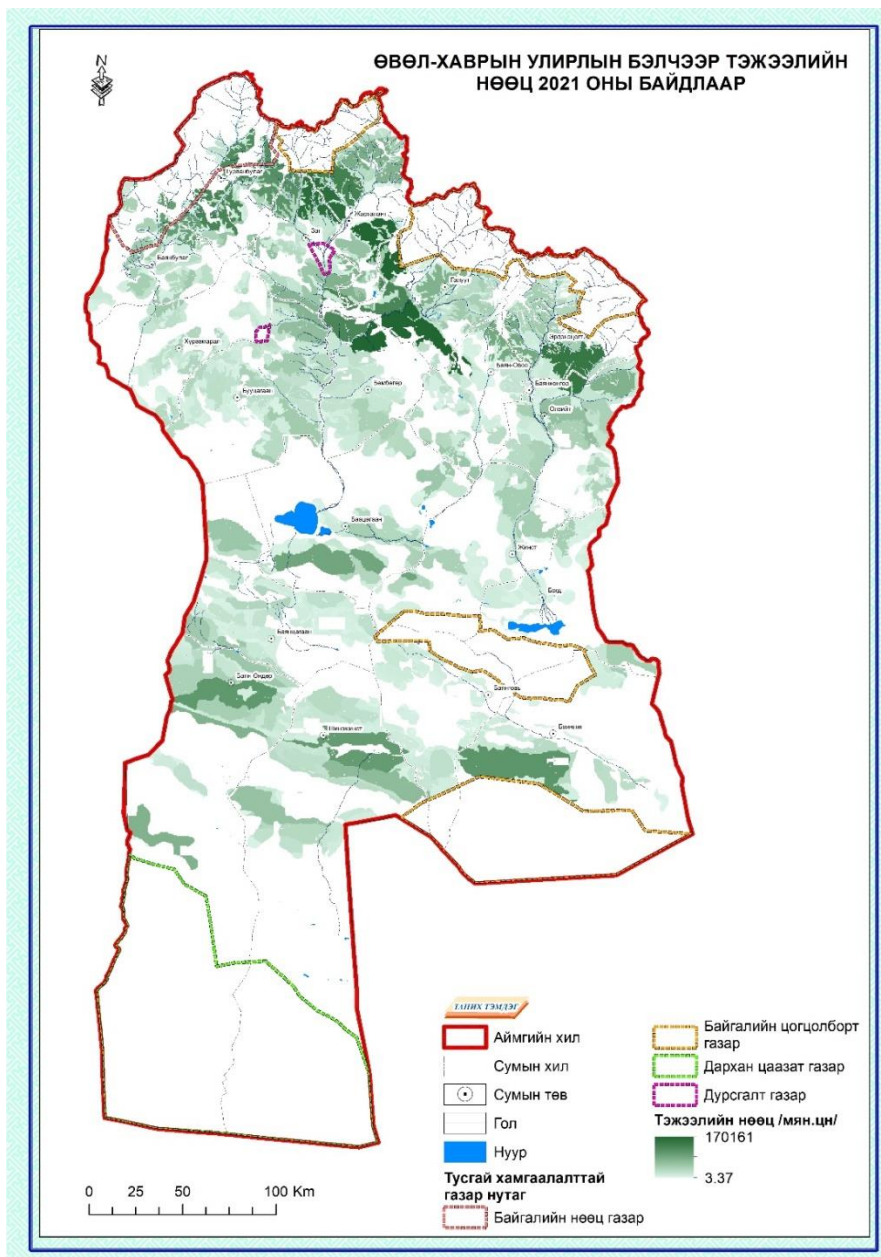 ӨВӨЛ-ХАВРЫН УЛИРЛЫН БЭЛЧЭЭР ТЭЖЭЭЛИЙН
НӨӨЦ 2021 ОНЫ БАЙДЛААР
N
Гурванбулаг
Жаргалант
Заг
Баянбулаг
Галуут
Хүрээмарал
Эрдэнэцогт
Баян-Овоо
Баянхонгор
Бөмбөгөр
Бууцагаан
Өлзийт
Баацагаан
Жинст
Богд
Баянцагаан
Баян-Өндөр
Баянговь
Шинэжинст
ТАНИХ ТЭМДЭГ
Аймгийн хил
Сумын хил
Сумын төв
Гол
Нуур
Тусгай хамгаалалттай
газар нутаг
Байгалийн нөөц газар
Байгалийн цогцолборт
газар
Дархан цаазат газар
Дурсгалт газар
Тэжээлийн нөөц /мян.цн/
170161
3.37
0 25 50 100 Km